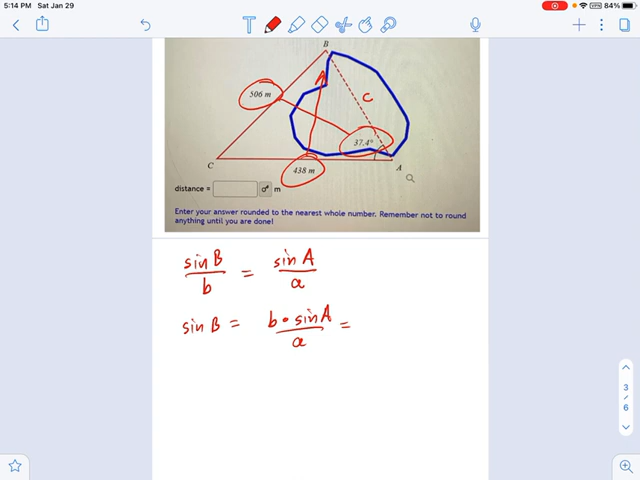 5:14 PM Sat Jan 29
84%
B
506 m
C
37.4°
C
A
438 m
distance = m
Enter your answer rounded to the nearest whole number. Remember not to round
anything until you are done!
sin B / b = sin A / a
sin B = b • sin A / a =
3
/
6